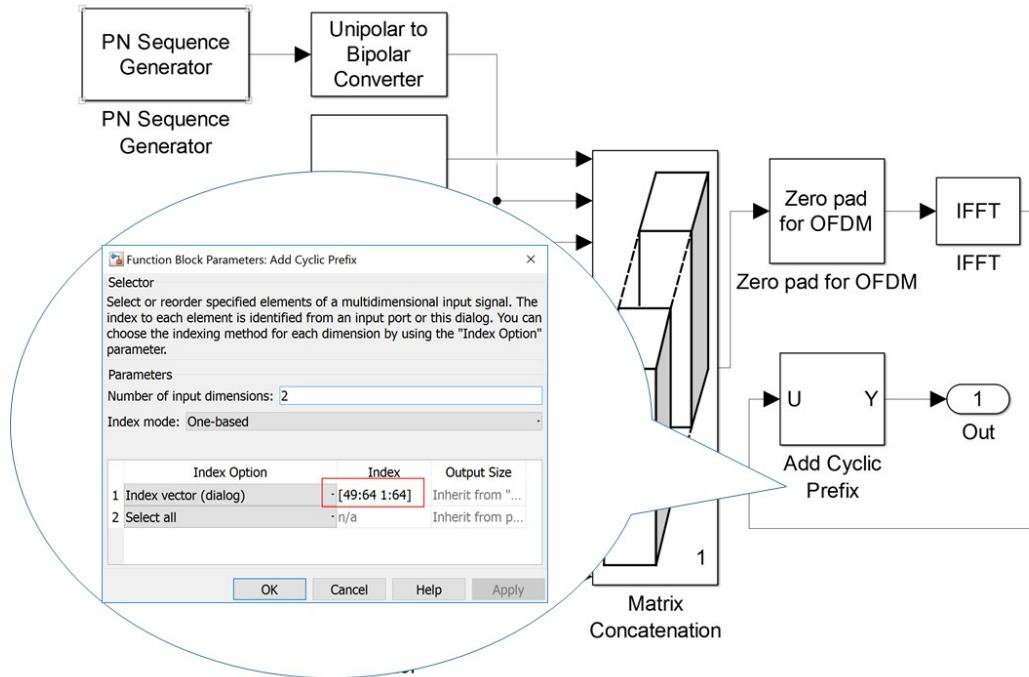 PN Sequence
Generator
PN Sequence
Generator
Unipolar to
Bipolar
Converter
Zero pad
for OFDM
Zero pad for OFDM
IFFT
IFFT
Function Block Parameters: Add Cyclic Prefix
Selector
Select or reorder specified elements of a multidimensional input signal. The
index to each element is identified from an input port or this dialog. You can
choose the indexing method for each dimension by using the "Index Option"
parameter.
Parameters
Number of input dimensions: 2
Index mode: One-based
Index Option Index Output Size
1 Index vector (dialog) [49:64 1:64] Inherit from "...
2 Select all n/a Inherit from p...
OK Cancel Help Apply
U Y
Add Cyclic
Prefix
1
Out
1
Matrix
Concatenation